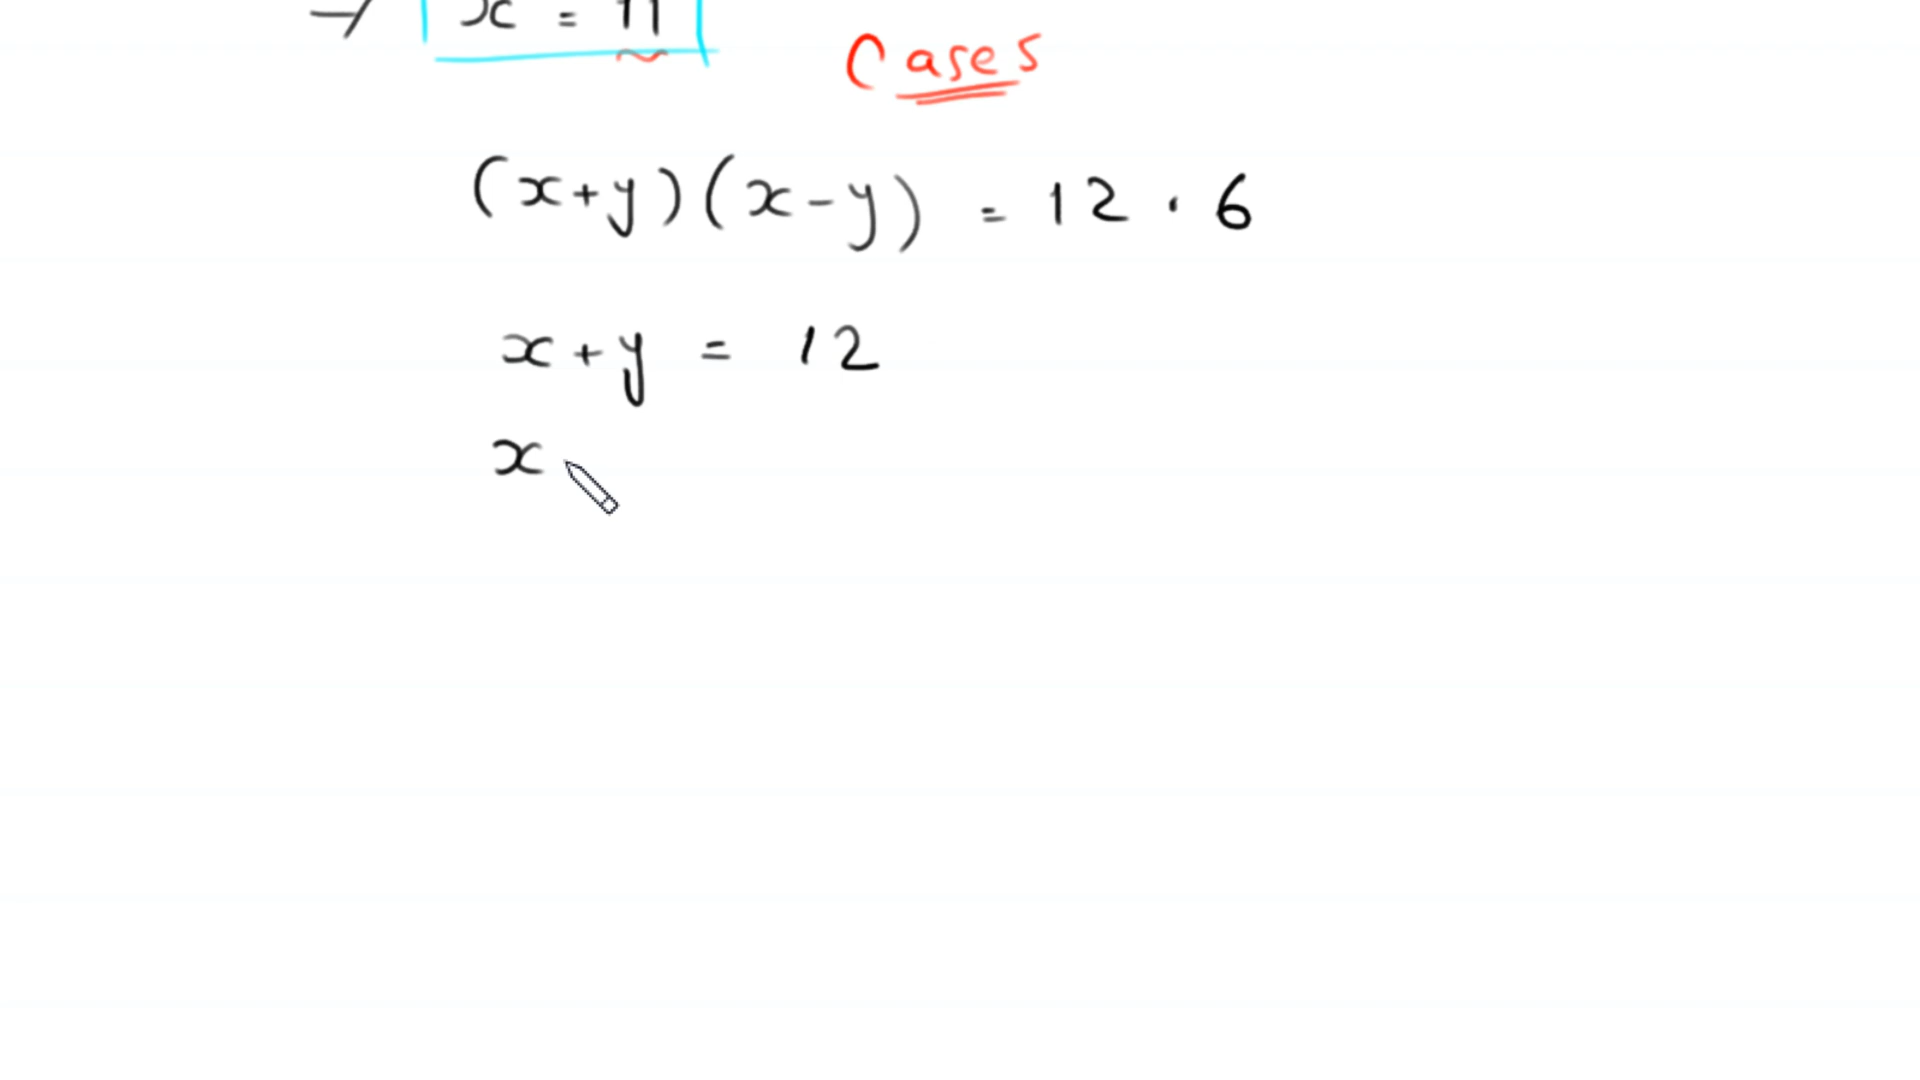 → x = 11
Cases
(x+y)(x-y) = 12 · 6
x+y = 12
x